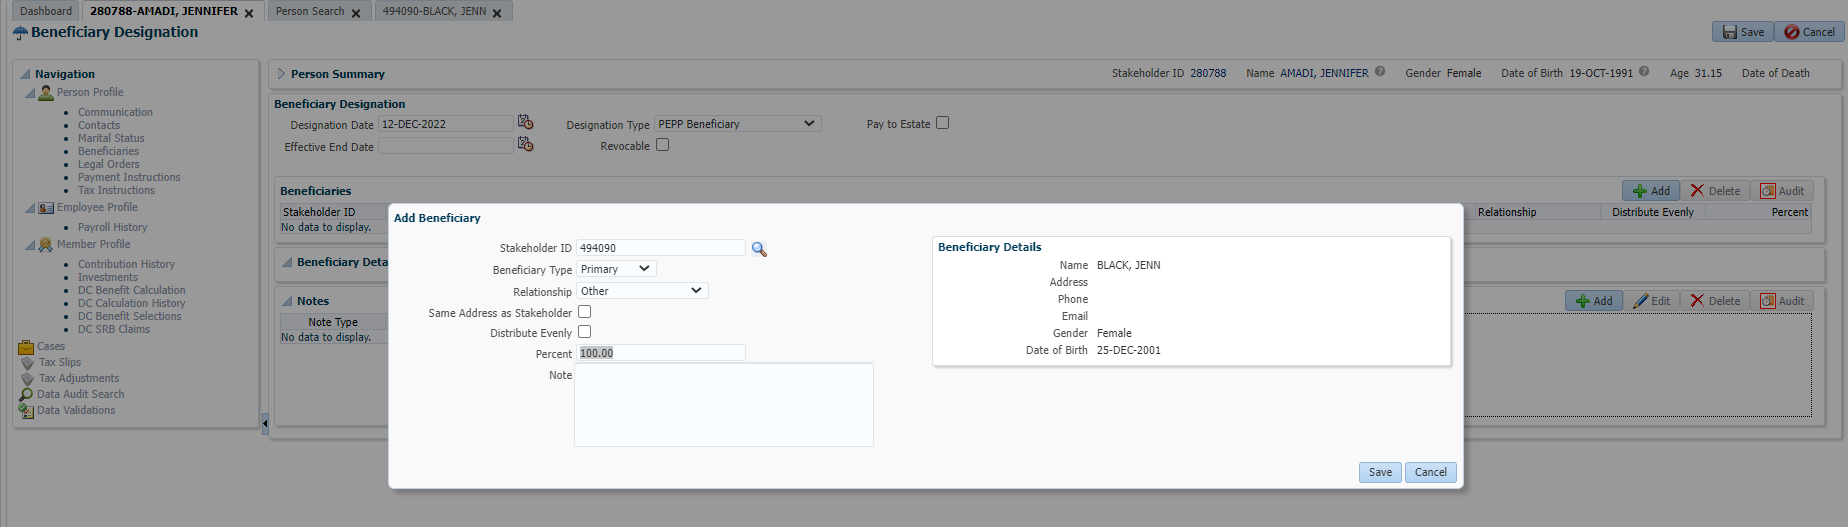 Dashboard 280788-AMADI, JENNIFER Person Search 494090-BLACK, JENN
Beneficiary Designation Save Cancel
Navigation
Person Profile
Communication
Contacts
Marital Status
Beneficiaries
Legal Orders
Payment Instructions
Tax Instructions
Employee Profile
Payroll History
Member Profile
Contribution History
Investments
DC Benefit Calculation
DC Calculation History
DC Benefit Selections
DC SRB Claims
Cases
Tax Slips
Tax Adjustments
Data Audit Search
Data Validations
Person Summary Stakeholder ID 280788 Name AMADI, JENNIFER Gender Female Date of Birth 19-OCT-1991 Age 31.15 Date of Death
Beneficiary Designation
Designation Date 12-DEC-2022 Designation Type PEPP Beneficiary Pay to Estate
Effective End Date Revocable
Beneficiaries Add Delete Audit
Stakeholder ID Relationship Distribute Evenly Percent
No data to display.
Beneficiary Deta
Notes Add Edit Delete Audit
Note Type
No data to display.
Add Beneficiary
Stakeholder ID 494090
Beneficiary Type Primary
Relationship Other
Same Address as Stakeholder
Distribute Evenly
Percent 100.00
Note
Beneficiary Details
Name BLACK, JENN
Address
Phone
Email
Gender Female
Date of Birth 25-DEC-2001
Save Cancel